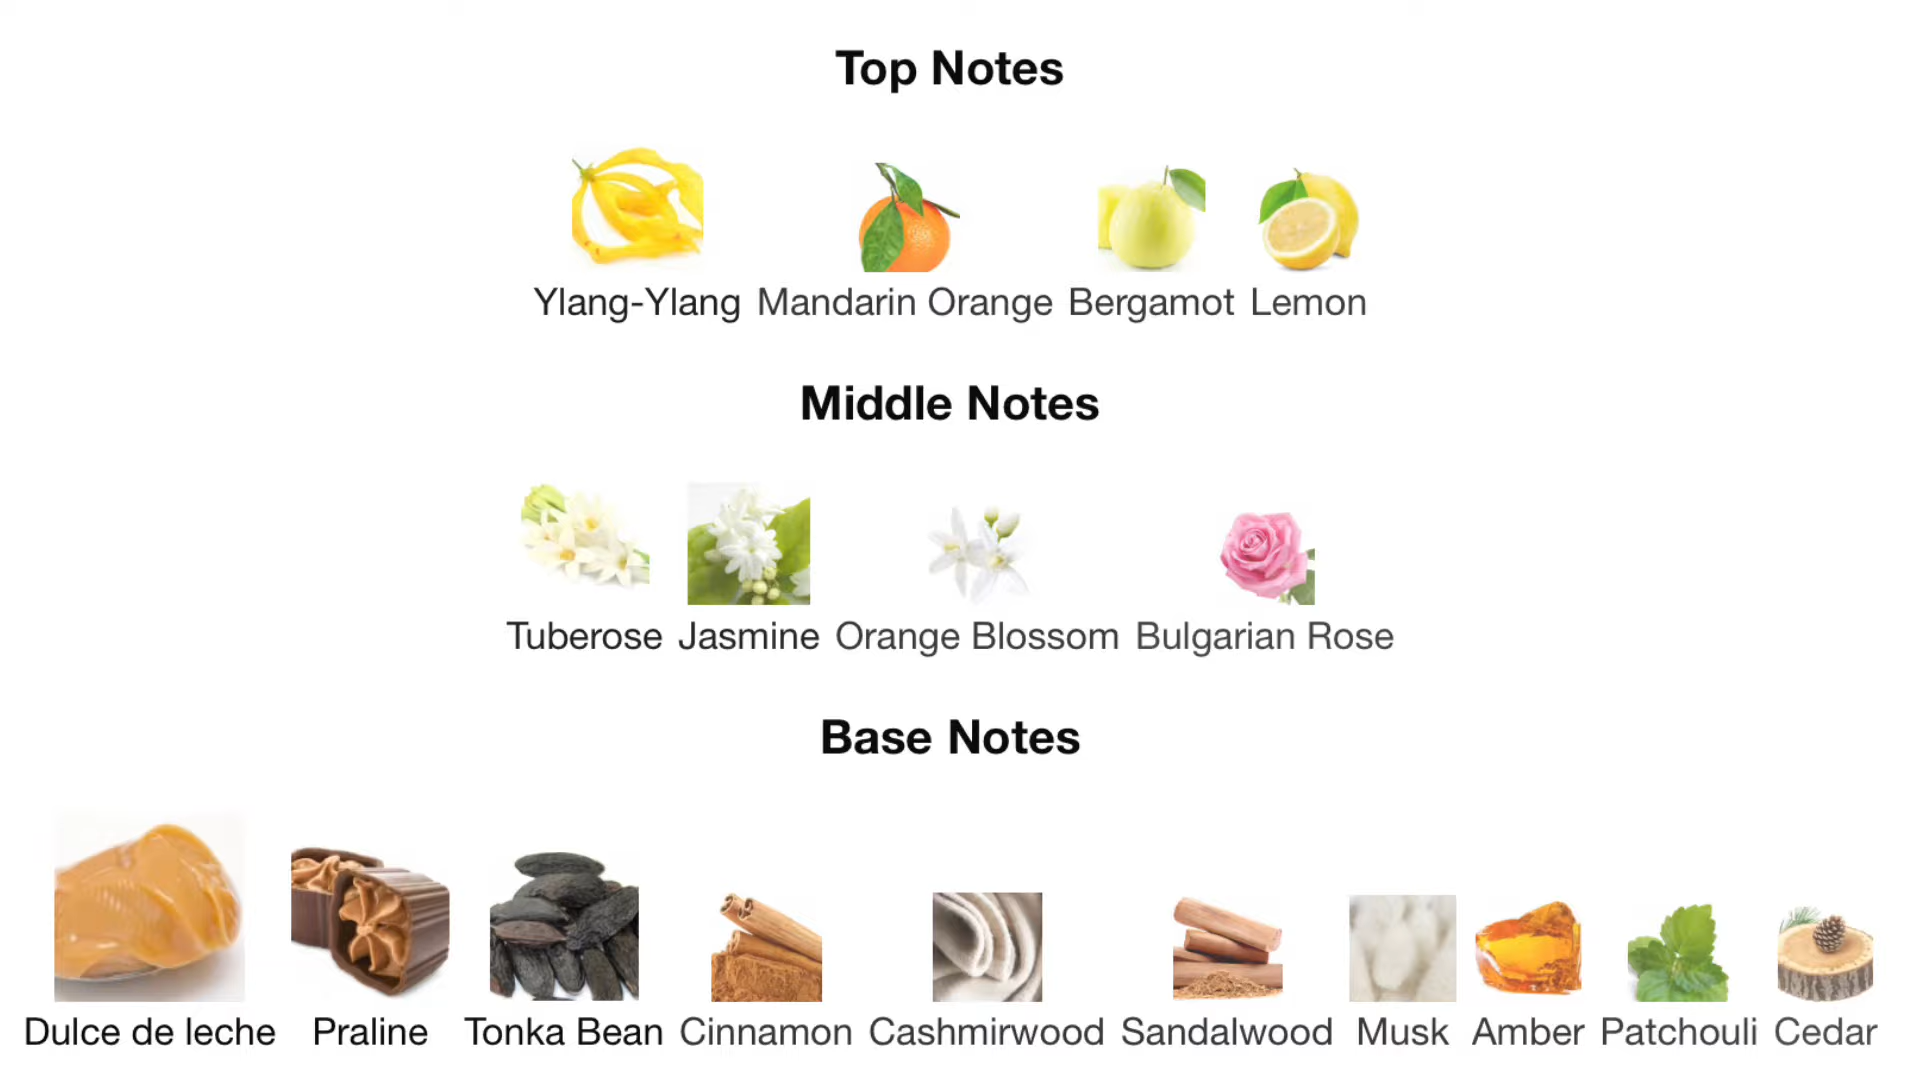 Top Notes
Ylang-Ylang Mandarin Orange Bergamot Lemon
Middle Notes
Tuberose Jasmine Orange Blossom Bulgarian Rose
Base Notes
Dulce de leche Praline Tonka Bean Cinnamon Cashmirwood Sandalwood Musk Amber Patchouli Cedar